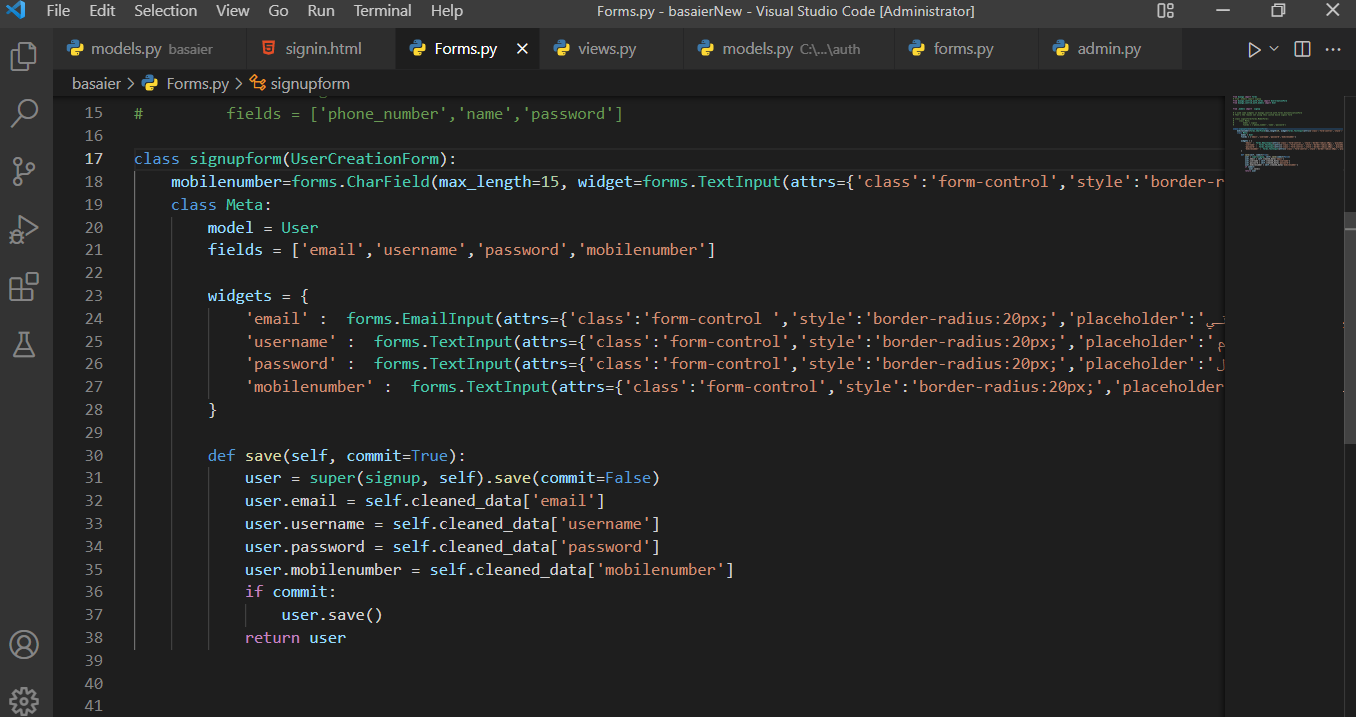 File Edit Selection View Go Run Terminal Help Forms.py - basaierNew - Visual Studio Code [Administrator]
models.py basaier signin.html Forms.py views.py models.py C:\...\auth forms.py admin.py
basaier > Forms.py > signupform
15 # fields = ['phone_number','name','password']
16
17 class signupform(UserCreationForm):
18 mobilenumber=forms.CharField(max_length=15, widget=forms.TextInput(attrs={'class':'form-control','style':'border-r
19 class Meta:
20 model = User
21 fields = ['email','username','password','mobilenumber']
22
23 widgets = {
24 'email' : forms.EmailInput(attrs={'class':'form-control ','style':'border-radius:20px;','placeholder':'
25 'username' : forms.TextInput(attrs={'class':'form-control','style':'border-radius:20px;','placeholder':'
26 'password' : forms.TextInput(attrs={'class':'form-control','style':'border-radius:20px;','placeholder':'
27 'mobilenumber' : forms.TextInput(attrs={'class':'form-control','style':'border-radius:20px;','placeholder
28 }
29
30 def save(self, commit=True):
31 user = super(signup, self).save(commit=False)
32 user.email = self.cleaned_data['email']
33 user.username = self.cleaned_data['username']
34 user.password = self.cleaned_data['password']
35 user.mobilenumber = self.cleaned_data['mobilenumber']
36 if commit:
37 user.save()
38 return user
39
40
41